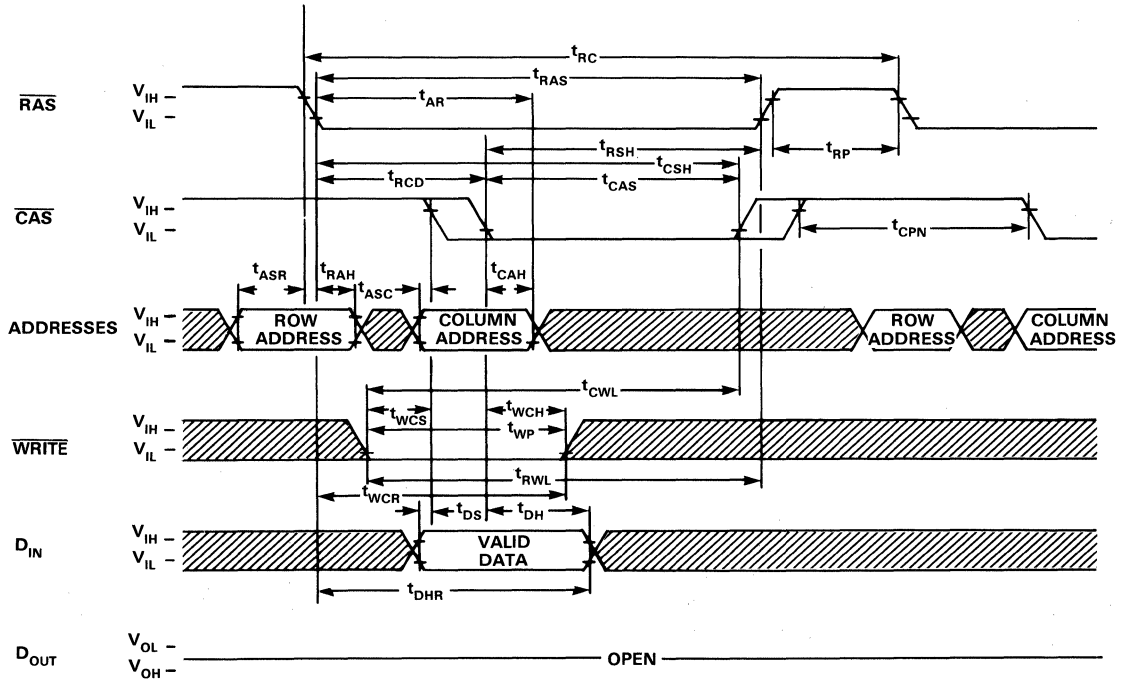 tRC
tRAS
RAS
VIH
VIL
tAR
tRSH
tRP
tCSH
tRCD
tCAS
CAS
VIH
VIL
tCPN
tASR
tRAH
tASC
tCAH
ADDRESSES
VIH
VIL
ROW
ADDRESS
COLUMN
ADDRESS
ROW
ADDRESS
COLUMN
ADDRESS
tCWL
tWCS
tWCH
tWP
WRITE
VIH
VIL
tRWL
tWCR
tDS
tDH
DIN
VIH
VIL
VALID
DATA
tDHR
DOUT
VOL
VOH
OPEN